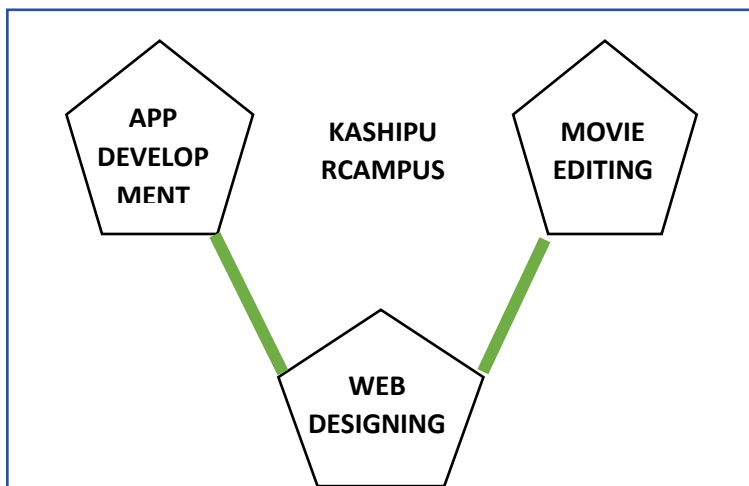 APP
DEVELOP
MENT
KASHIPU
RCAMPUS
MOVIE
EDITING
WEB
DESIGNING